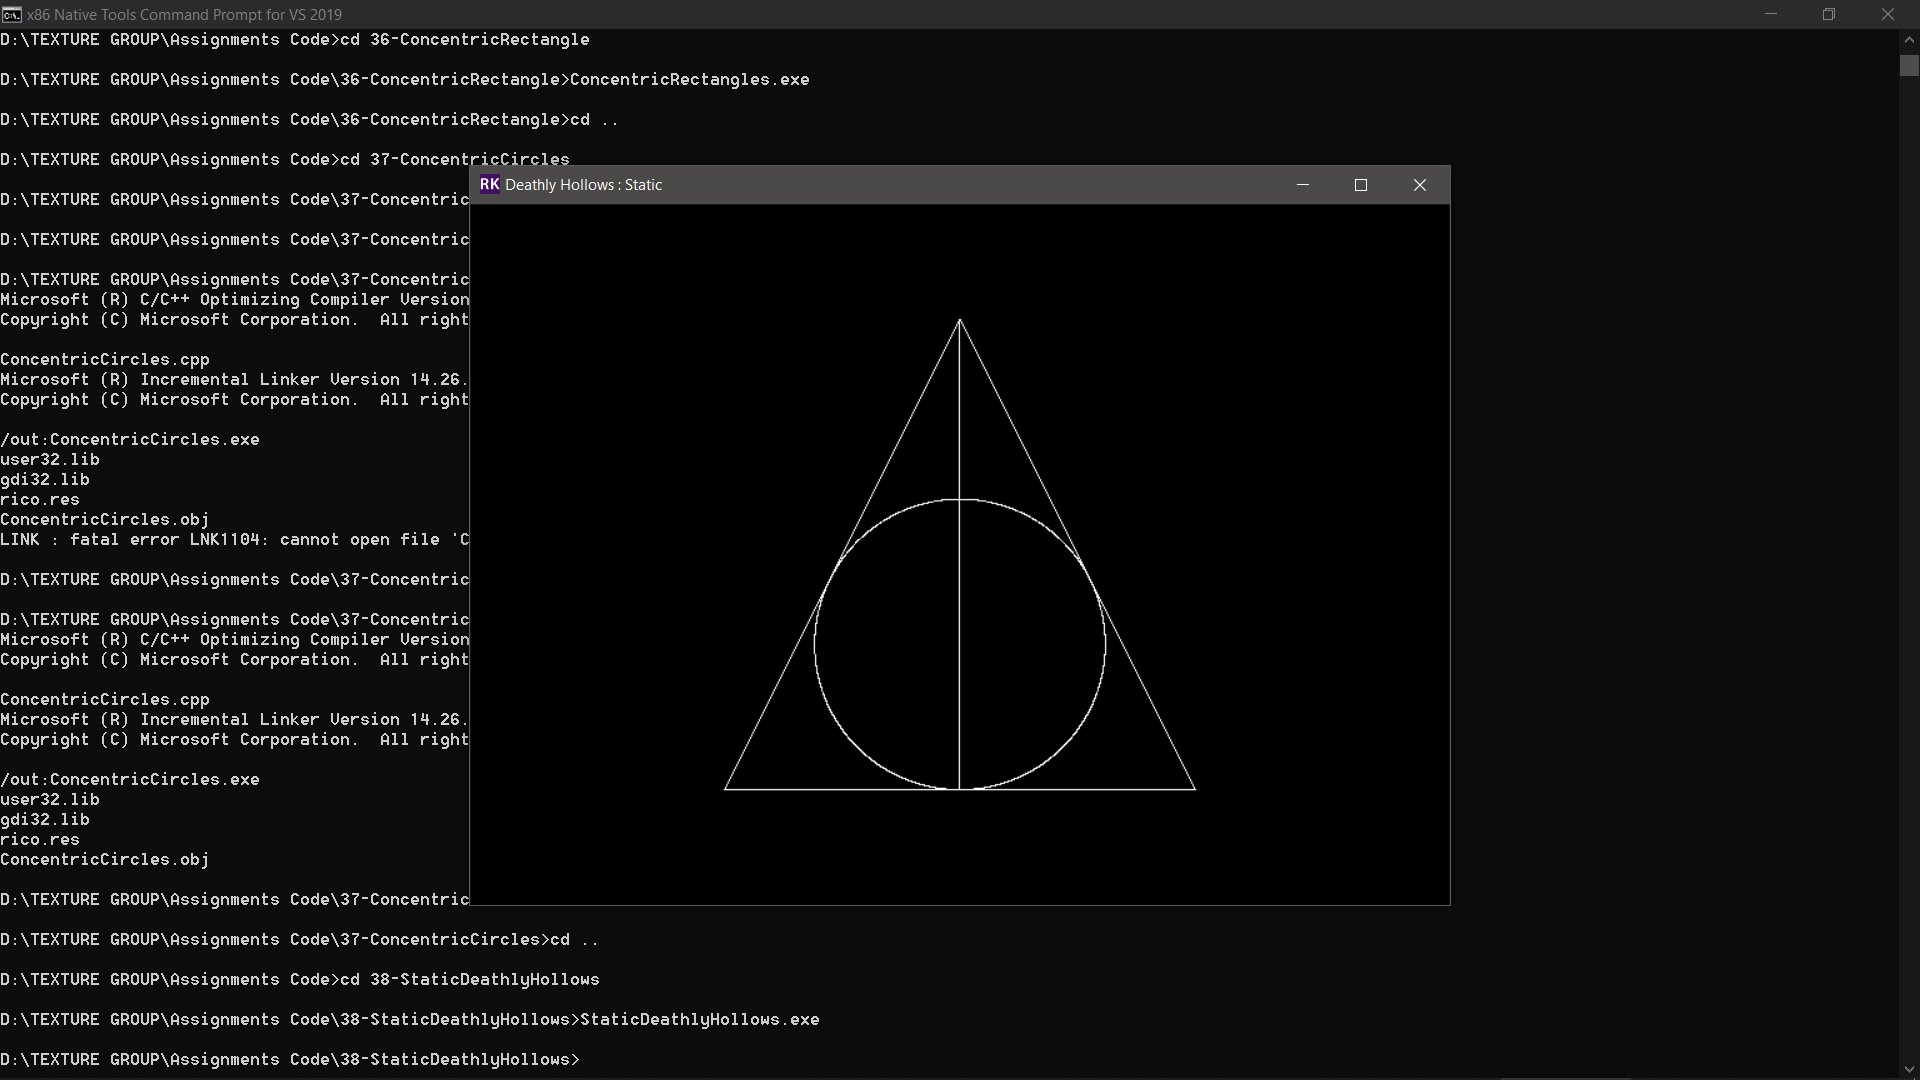 x86 Native Tools Command Prompt for VS 2019
D:\TEXTURE GROUP\Assignments Code>cd 36-ConcentricRectangle
D:\TEXTURE GROUP\Assignments Code\36-ConcentricRectangle>ConcentricRectangles.exe
D:\TEXTURE GROUP\Assignments Code\36-ConcentricRectangle>cd ..
D:\TEXTURE GROUP\Assignments Code>cd 37-ConcentricCircles
D:\TEXTURE GROUP\Assignments Code\37-Concentric
D:\TEXTURE GROUP\Assignments Code\37-Concentric
D:\TEXTURE GROUP\Assignments Code\37-Concentric
Microsoft (R) C/C++ Optimizing Compiler Version
Copyright (C) Microsoft Corporation.  All right
ConcentricCircles.cpp
Microsoft (R) Incremental Linker Version 14.26.
Copyright (C) Microsoft Corporation.  All right
/out:ConcentricCircles.exe
user32.lib
gdi32.lib
rico.res
ConcentricCircles.obj
LINK : fatal error LNK1104: cannot open file 'C
D:\TEXTURE GROUP\Assignments Code\37-Concentric
D:\TEXTURE GROUP\Assignments Code\37-Concentric
Microsoft (R) C/C++ Optimizing Compiler Version
Copyright (C) Microsoft Corporation.  All right
ConcentricCircles.cpp
Microsoft (R) Incremental Linker Version 14.26.
Copyright (C) Microsoft Corporation.  All right
/out:ConcentricCircles.exe
user32.lib
gdi32.lib
rico.res
ConcentricCircles.obj
D:\TEXTURE GROUP\Assignments Code\37-Concentric
D:\TEXTURE GROUP\Assignments Code\37-ConcentricCircles>cd ..
D:\TEXTURE GROUP\Assignments Code>cd 38-StaticDeathlyHollows
D:\TEXTURE GROUP\Assignments Code\38-StaticDeathlyHollows>StaticDeathlyHollows.exe
D:\TEXTURE GROUP\Assignments Code\38-StaticDeathlyHollows>
RK Deathly Hollows : Static